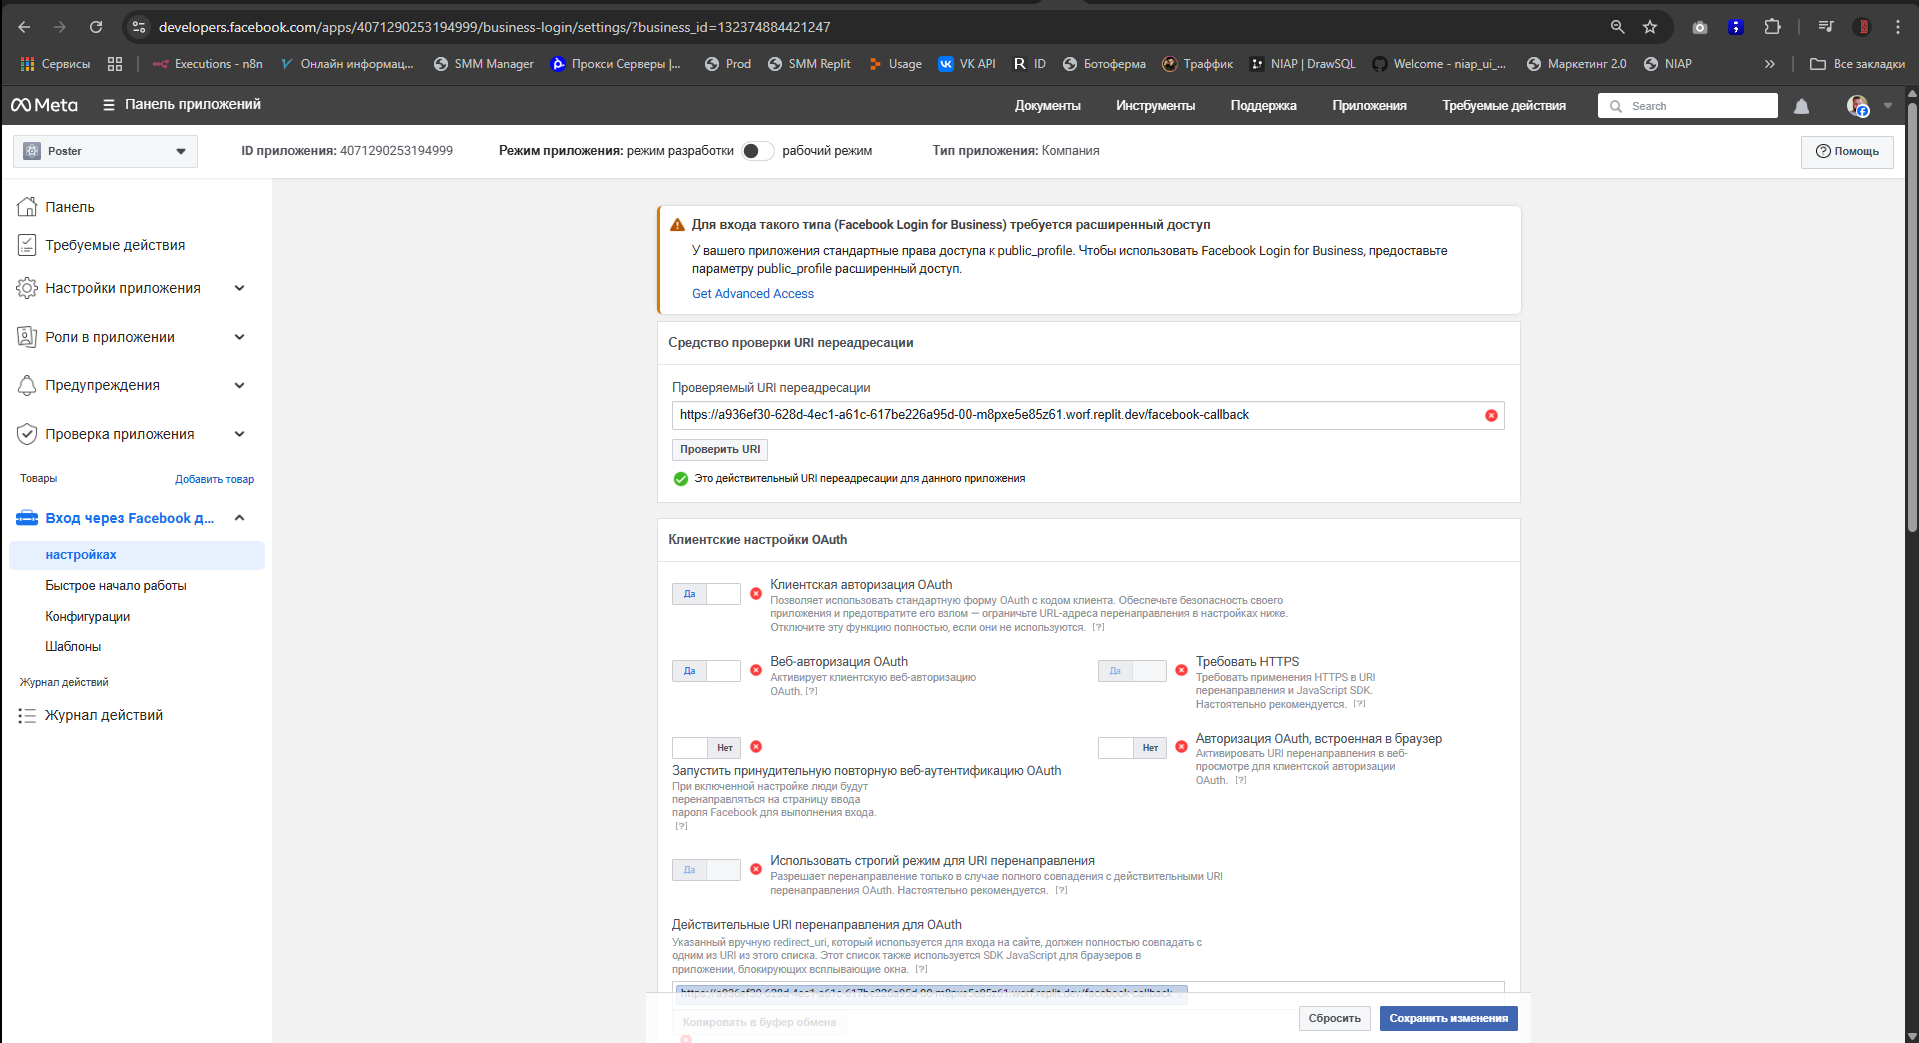 developers.facebook.com/apps/4071290253194999/business-login/settings/?business_id=132374884421247
Сервисы
Executions - n8n
Онлайн информац...
SMM Manager
Прокси Серверы |...
Prod
SMM Replit
Usage
VK API
ID
Ботоферма
Траффик
NIAP | DrawSQL
Welcome - niap_ui_...
Маркетинг 2.0
NIAP
»
Все закладки
Meta
Панель приложений
Документы
Инструменты
Поддержка
Приложения
Требуемые действия
Search
Poster
ID приложения: 4071290253194999
Режим приложения: режим разработки
рабочий режим
Тип приложения: Компания
Помощь
Панель
Требуемые действия
Настройки приложения
Роли в приложении
Предупреждения
Проверка приложения
Товары
Добавить товар
Вход через Facebook д...
настройках
Быстрое начало работы
Конфигурации
Шаблоны
Журнал действий
Журнал действий
Для входа такого типа (Facebook Login for Business) требуется расширенный доступ
У вашего приложения стандартные права доступа к public_profile. Чтобы использовать Facebook Login for Business, предоставьте
параметру public_profile расширенный доступ.
Get Advanced Access
Средство проверки URI переадресации
Проверяемый URI переадресации
https://a936ef30-628d-4ec1-a61c-617be226a95d-00-m8pxe5e85z61.worf.replit.dev/facebook-callback
Проверить URI
Это действительный URI переадресации для данного приложения
Клиентские настройки OAuth
Да
Клиентская авторизация OAuth
Позволяет использовать стандартную форму OAuth с кодом клиента. Обеспечьте безопасность своего
приложения и предотвратите его взлом — ограничьте URL-адреса перенаправления в настройках ниже.
Отключите эту функцию полностью, если они не используются. [?]
Да
Веб-авторизация OAuth
Активирует клиентскую веб-авторизацию
OAuth. [?]
Да
Требовать HTTPS
Требовать применения HTTPS в URI
перенаправления и JavaScript SDK.
Настоятельно рекомендуется. [?]
Нет
Запустить принудительную повторную веб-аутентификацию OAuth
При включенной настройке люди будут
перенаправляться на страницу ввода
пароля Facebook для выполнения входа.
[?]
Нет
Авторизация OAuth, встроенная в браузер
Активировать URI перенаправления в веб-
просмотре для клиентской авторизации
OAuth. [?]
Да
Использовать строгий режим для URI перенаправления
Разрешает перенаправление только в случае полного совпадения с действительными URI
перенаправления OAuth. Настоятельно рекомендуется. [?]
Действительные URI перенаправления для OAuth
Указанный вручную redirect_uri, который используется для входа на сайте, должен полностью совпадать с
одним из URI из этого списка. Этот список также используется SDK JavaScript для браузеров в
приложении, блокирующих всплывающие окна. [?]
https://a936ef30-628d-4ec1-a61c-617be226a95d-00-m8pxe5e85z61.worf.replit.dev/facebook-callback
Копировать в буфер обмена
Сбросить
Сохранить изменения